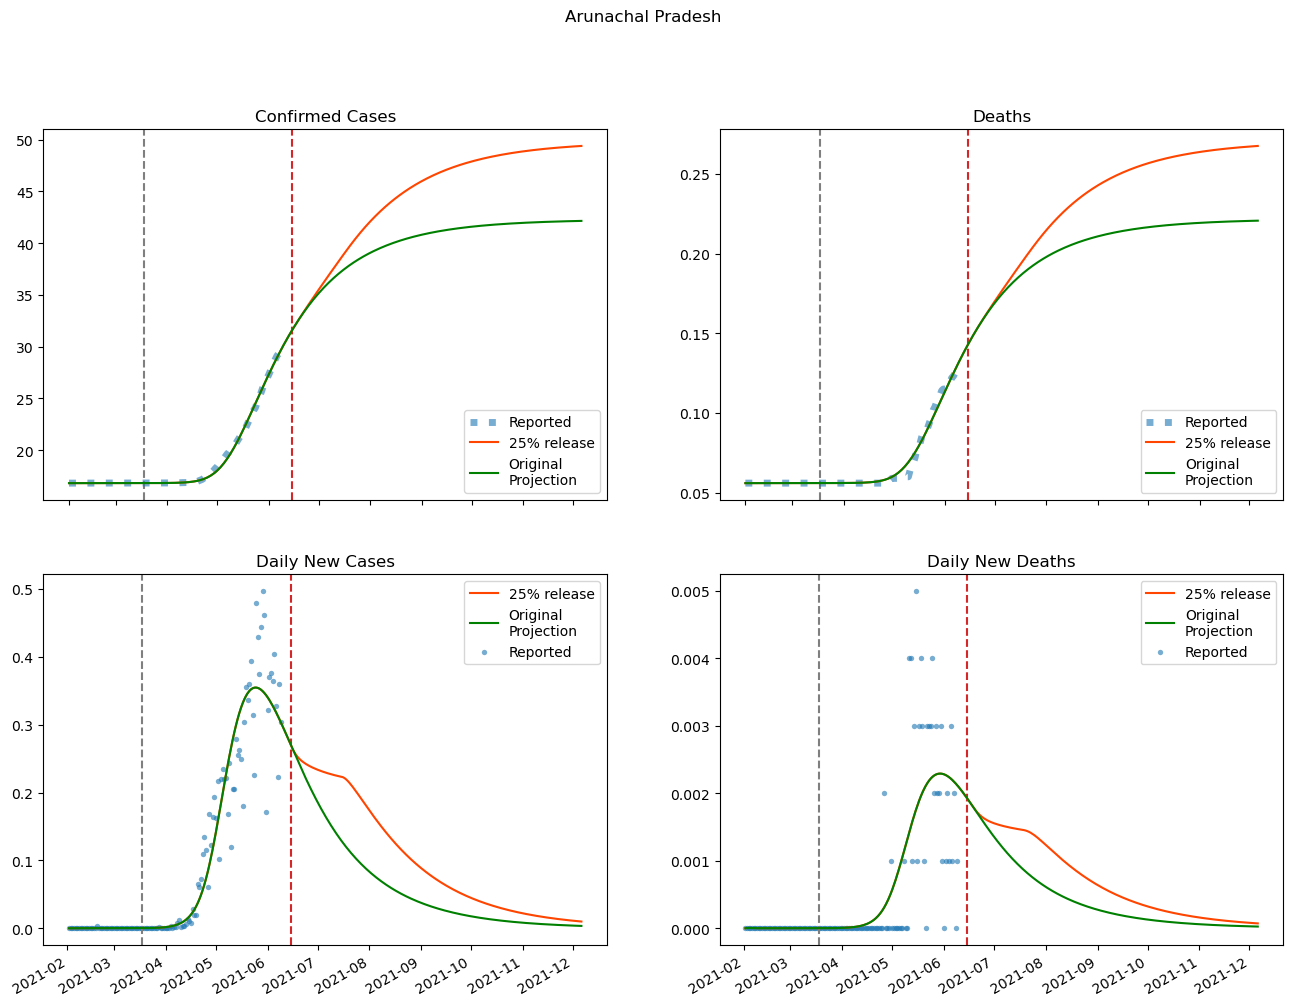 Arunachal Pradesh
Confirmed Cases
50
45
40
35
30
25
20
Reported
25% release
Original
Projection
Deaths
0.25
0.20
0.15
0.10
0.05
Reported
25% release
Original
Projection
Daily New Cases
0.5
0.4
0.3
0.2
0.1
0.0
25% release
Original
Projection
Reported
2021-02
2021-03
2021-04
2021-05
2021-06
2021-07
2021-08
2021-09
2021-10
2021-11
2021-12
Daily New Deaths
0.005
0.004
0.003
0.002
0.001
0.000
25% release
Original
Projection
Reported
2021-02
2021-03
2021-04
2021-05
2021-06
2021-07
2021-08
2021-09
2021-10
2021-11
2021-12